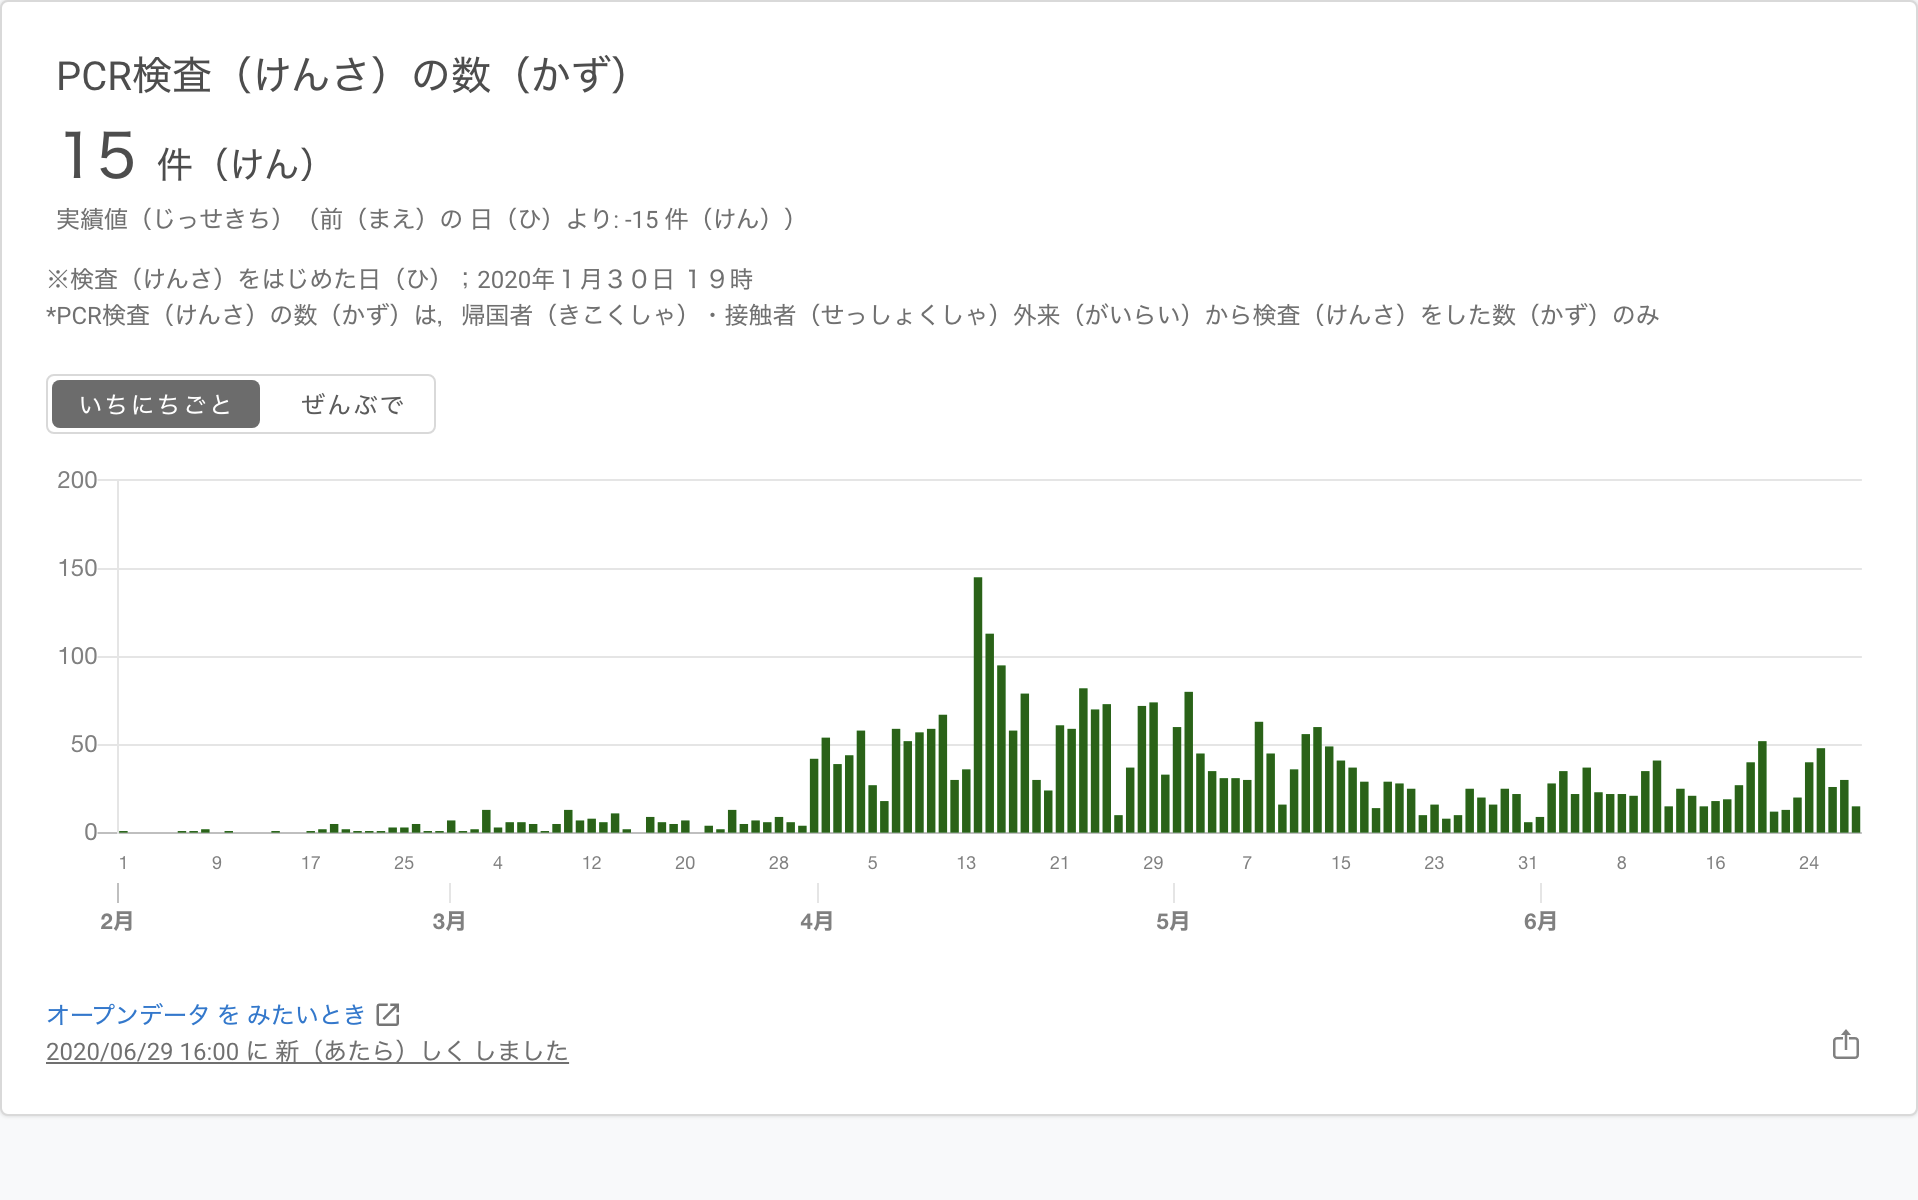 PCR検査（けんさ）の数（かず）
15 件（けん）
実績値（じっせきち）（前（まえ）の 日（ひ）より: -15 件（けん））
※検査（けんさ）をはじめた日（ひ）；2020年１月３０日 １９時
*PCR検査（けんさ）の数（かず）は，帰国者（きこくしゃ）・接触者（せっしょくしゃ）外来（がいらい）から検査（けんさ）をした数（かず）のみ
いちにちごと ぜんぶで
200
150
100
50
0
1 9 17 25 4 12 20 28 5 13 21 29 7 15 23 31 8 16 24
2月 3月 4月 5月 6月
オープンデータ を みたいとき
2020/06/29 16:00 に 新（あたら）しく しました